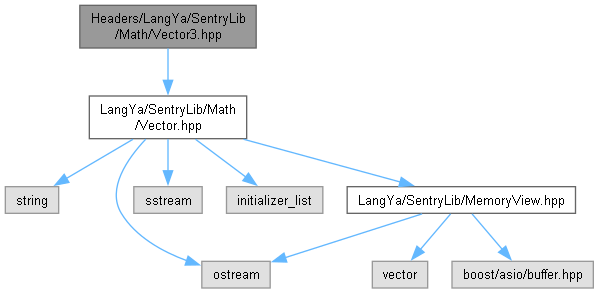 Headers/LangYa/SentryLib
/Math/Vector3.hpp
LangYa/SentryLib/Math
/Vector.hpp
string
sstream
initializer_list
LangYa/SentryLib/MemoryView.hpp
ostream
vector
boost/asio/buffer.hpp